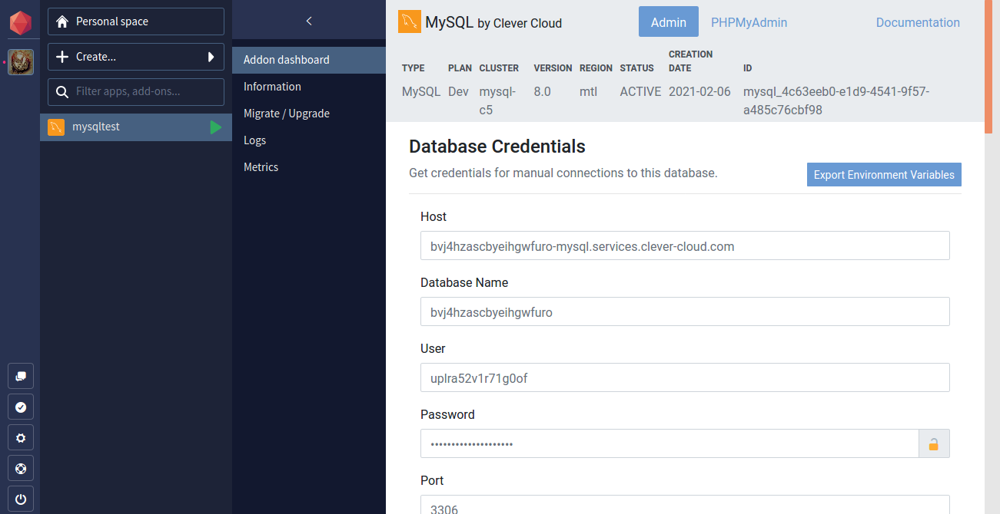 Personal space
Create...
Filter apps, add-ons...
mysqltest
Addon dashboard
Information
Migrate / Upgrade
Logs
Metrics
MySQL by Clever Cloud
Admin
PHPMyAdmin
Documentation
TYPE PLAN CLUSTER VERSION REGION STATUS CREATION DATE ID
MySQL Dev mysql-c5 8.0 mtl ACTIVE 2021-02-06 mysql_4c63eeb0-e1d9-4541-9f57-a485c76cbf98
Database Credentials
Get credentials for manual connections to this database.
Export Environment Variables
Host
bvj4hzascbyeihgwfuro-mysql.services.clever-cloud.com
Database Name
bvj4hzascbyeihgwfuro
User
uplra52v1r71g0of
Password
••••••••••••••••••••
Port
3306